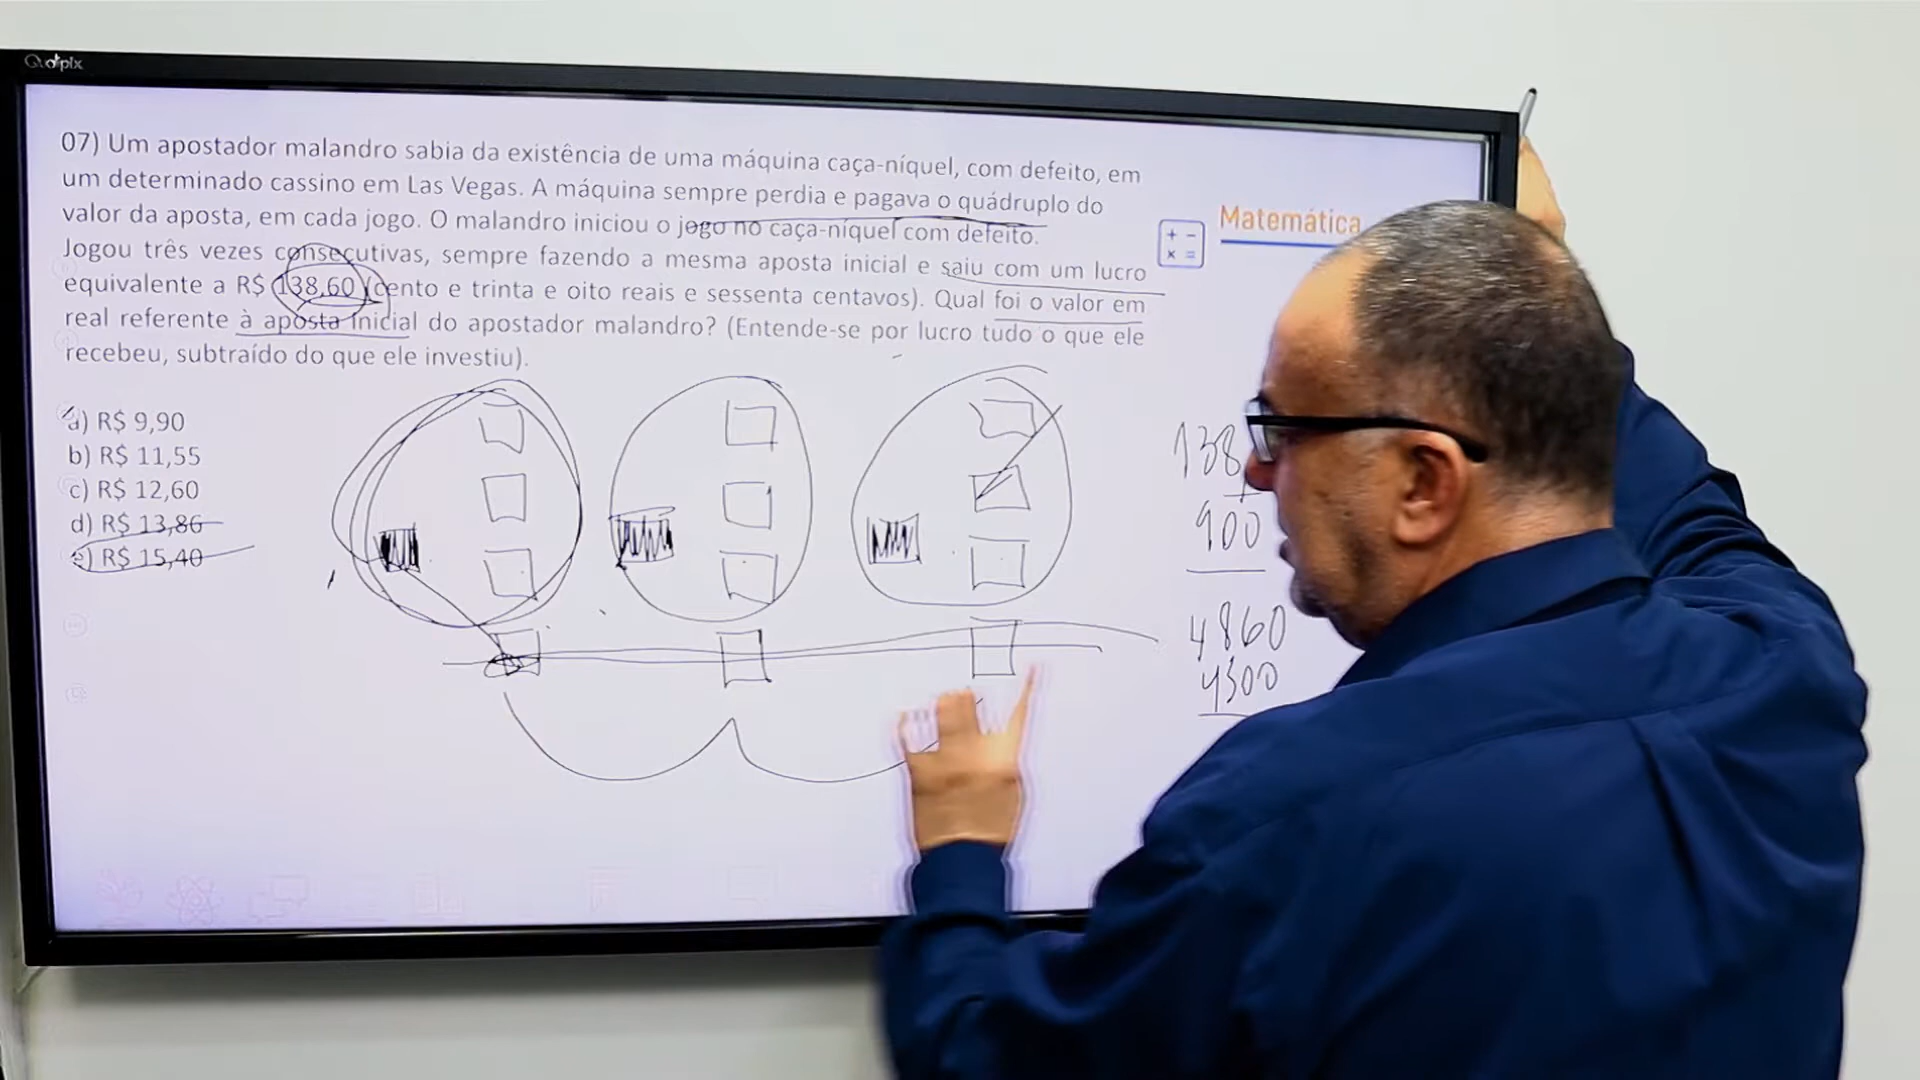 Quatpix
07) Um apostador malandro sabia da existência de uma máquina caça-níquel, com defeito, em
um determinado cassino em Las Vegas. A máquina sempre perdia e pagava o quádruplo do
valor da aposta, em cada jogo. O malandro iniciou o jogo no caça-níquel com defeito.
Jogou três vezes consecutivas, sempre fazendo a mesma aposta inicial e saiu com um lucro
equivalente a R$ 138,60 (cento e trinta e oito reais e sessenta centavos). Qual foi o valor em
real referente à aposta inicial do apostador malandro? (Entende-se por lucro tudo o que ele
recebeu, subtraído do que ele investiu).
Matemática
+ −
× =
a) R$ 9,90
b) R$ 11,55
c) R$ 12,60
d) R$ 13,86
e) R$ 15,40
138
900
4860
4500